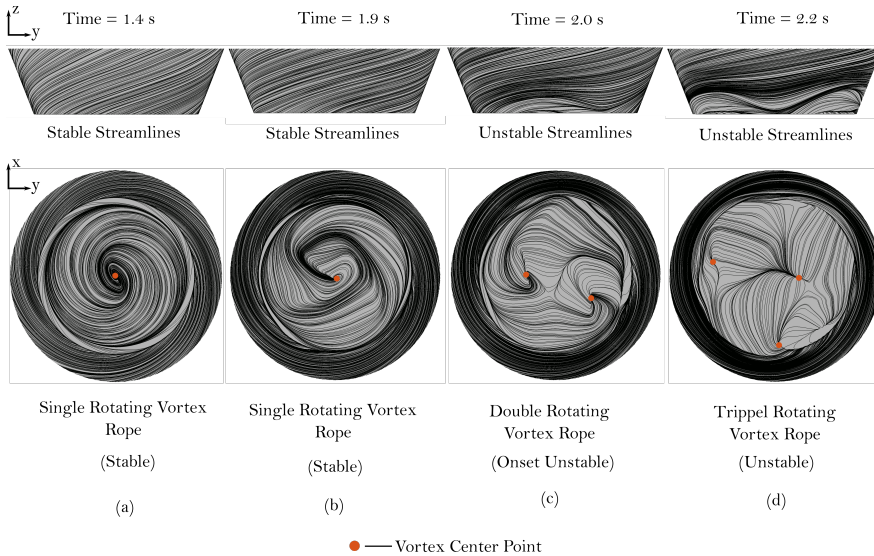 z
y
Time = 1.4 s
Time = 1.9 s
Time = 2.0 s
Time = 2.2 s
Stable Streamlines
Stable Streamlines
Unstable Streamlines
Unstable Streamlines
x
y
Single Rotating Vortex
Rope
(Stable)
(a)
Single Rotating Vortex
Rope
(Stable)
(b)
Double Rotating
Vortex Rope
(Onset Unstable)
(c)
Trippel Rotating
Vortex Rope
(Unstable)
(d)
Vortex Center Point